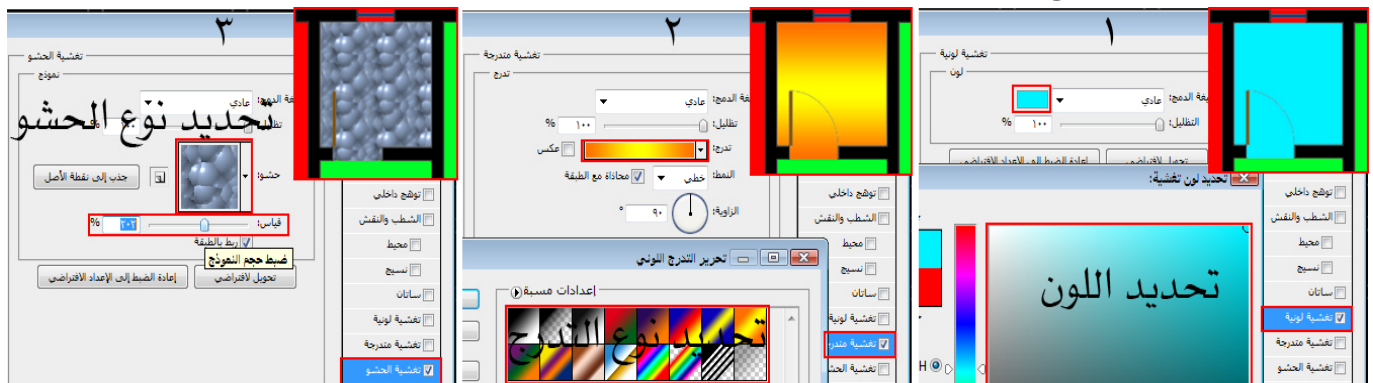 ١
تغشية لونية
لون
عادي
التظليل:
١٠٠ %
تحديد لون تغشية:
تحديد اللون
H
توهج داخلي
الشطب والنقش
محيط
نسيج
ساتان
تغشية لونية
تغشية متدرجة
تغشية الحشو
٢
تغشية متدرجة
تدرج
عادي
تظليل:
١٠٠ %
تدرج:
عكس
النمط:
خطي
محاذاة مع الطبقة
الزاوية:
٩٠ °
تحرير التدرج اللوني
إعدادات مسبقة
تحديد نوع التدرج
توهج داخلي
الشطب والنقش
محيط
نسيج
ساتان
تغشية لونية
تغشية
تغشية
٣
تغشية الحشو
نموذج
عادي
تحديد نوع الحشو
%
حشو:
جذب إلى نقطة الأصل
قياس:
٢٠٢ %
ربط بالطبقة
ضبط حجم النموذج
تحويل لافتراضي
إعادة الضبط إلى الإعداد الافتراضي
توهج داخلي
الشطب والنقش
محيط
نسيج
ساتان
تغشية لونية
تغشية متدرجة
تغشية الحشو